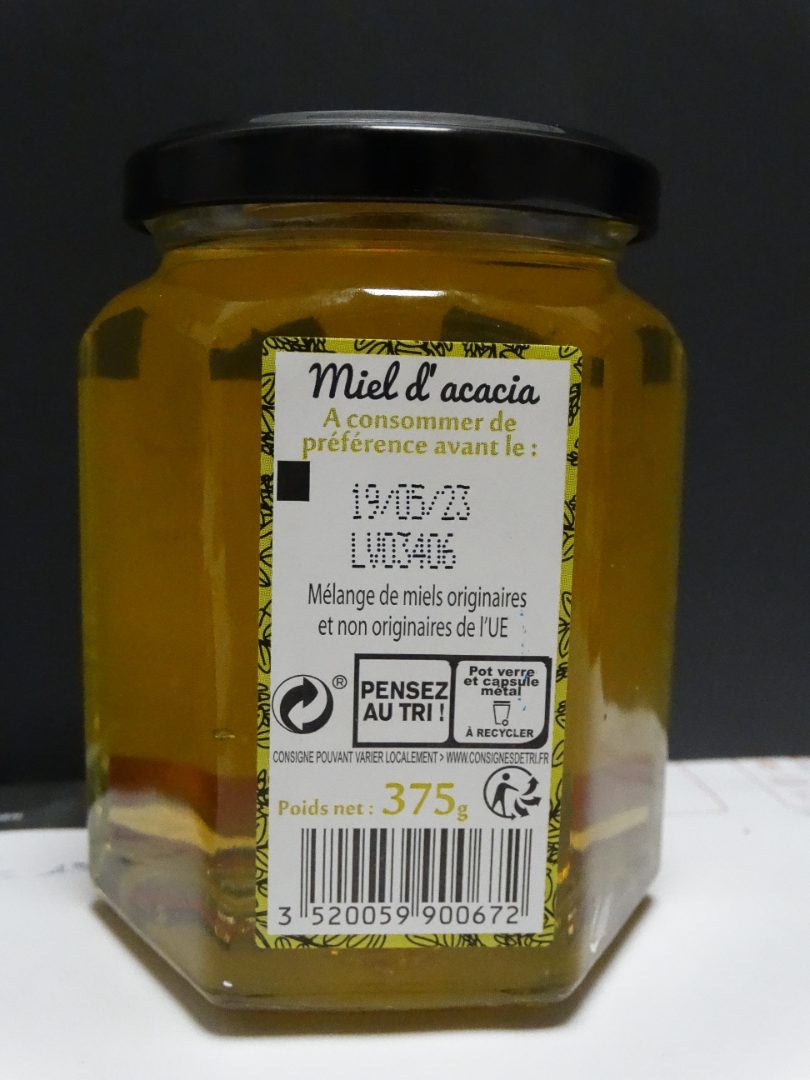 Miel d'acacia
A consommer de
préférence avant le :
19/05/23
LV03406
Mélange de miels originaires
et non originaires de l'UE
®
PENSEZ
AU TRI !
Pot verre
et capsule
métal
À RECYCLER
CONSIGNE POUVANT VARIER LOCALEMENT > WWW.CONSIGNESDETRI.FR
Poids net : 375g
3 520059 900672